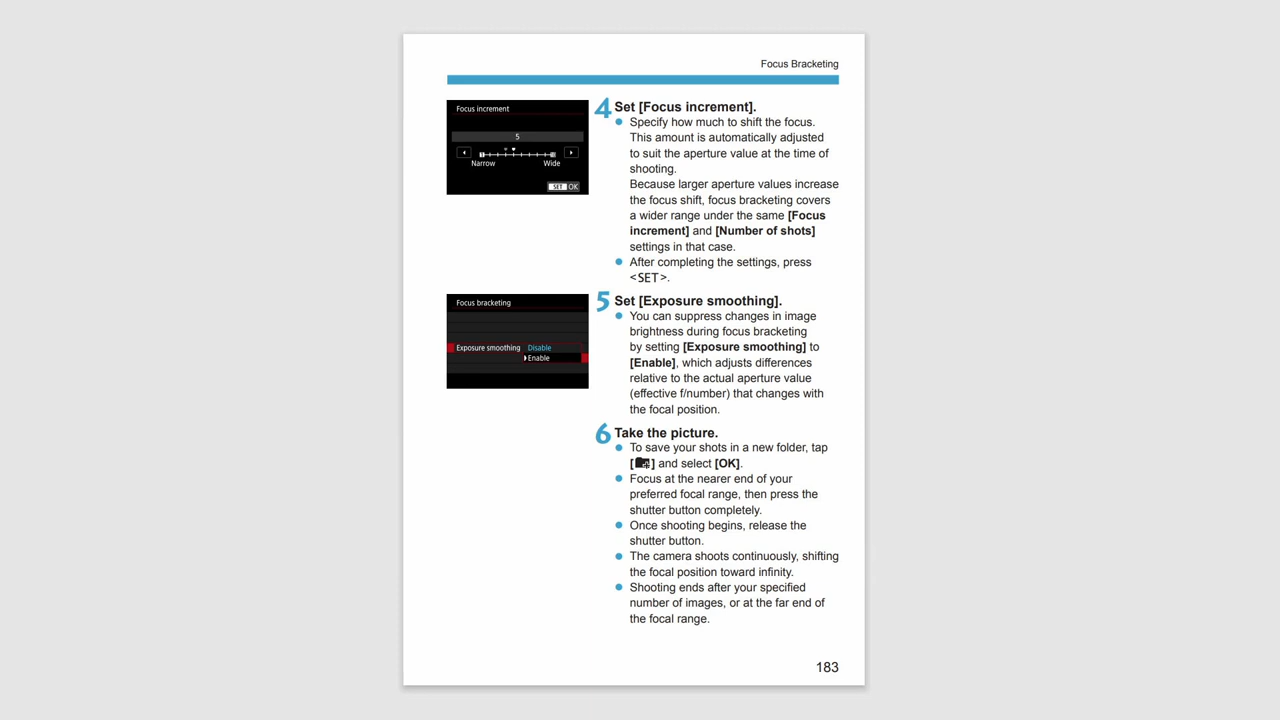 Focus Bracketing
Focus increment
5
Narrow Wide
SET OK
4 Set [Focus increment].
● Specify how much to shift the focus.
This amount is automatically adjusted
to suit the aperture value at the time of
shooting.
Because larger aperture values increase
the focus shift, focus bracketing covers
a wider range under the same [Focus
increment] and [Number of shots]
settings in that case.
● After completing the settings, press
<SET>.
Focus bracketing
Exposure smoothing Disable
Enable
5 Set [Exposure smoothing].
● You can suppress changes in image
brightness during focus bracketing
by setting [Exposure smoothing] to
[Enable], which adjusts differences
relative to the actual aperture value
(effective f/number) that changes with
the focal position.
6 Take the picture.
● To save your shots in a new folder, tap
[ ] and select [OK].
● Focus at the nearer end of your
preferred focal range, then press the
shutter button completely.
● Once shooting begins, release the
shutter button.
● The camera shoots continuously, shifting
the focal position toward infinity.
● Shooting ends after your specified
number of images, or at the far end of
the focal range.
183